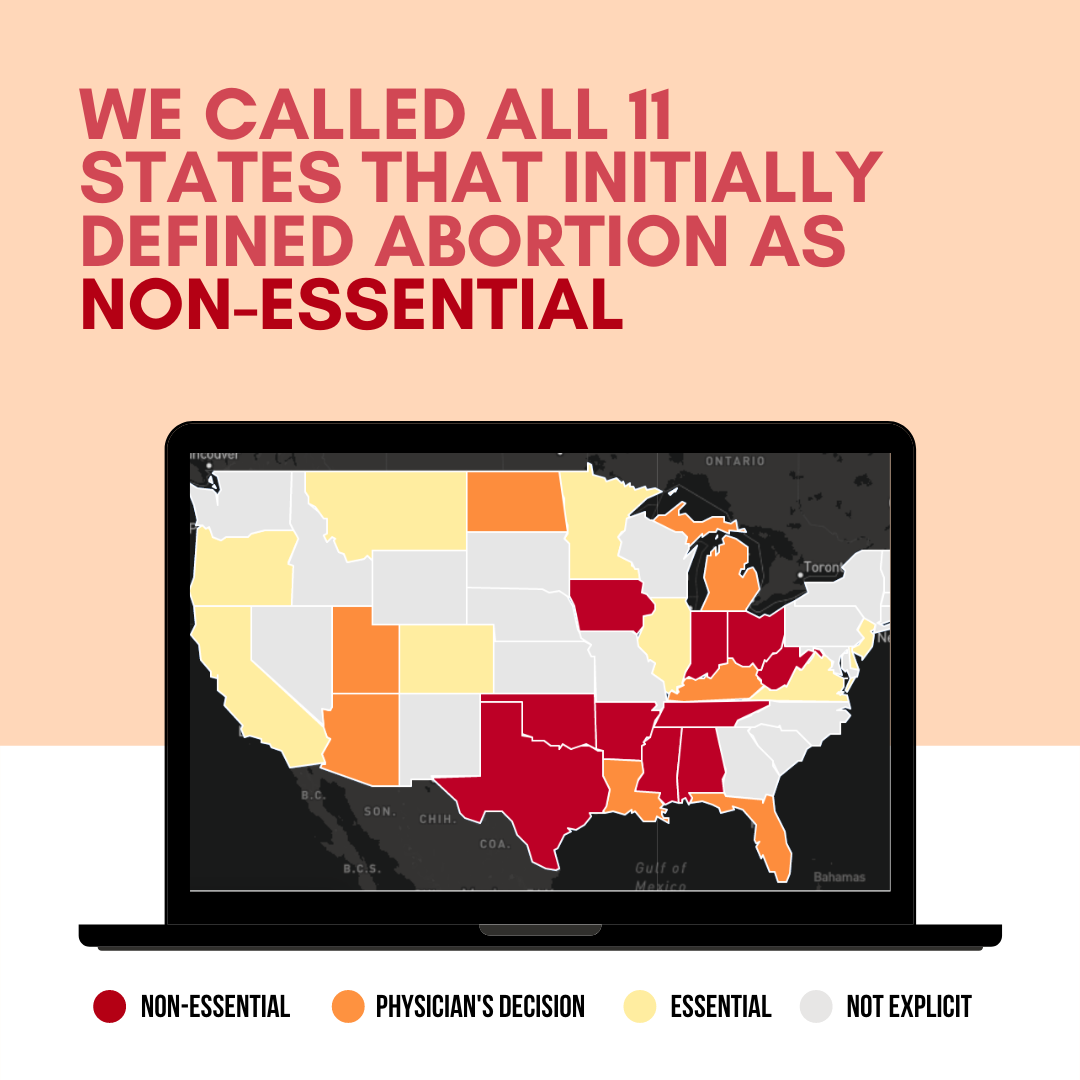 WE CALLED ALL 11
STATES THAT INITIALLY
DEFINED ABORTION AS
NON-ESSENTIAL
ncouver
ONTARIO
Toron
B.C.
SON.
CHIH.
COA.
B.C.S.
Gulf of
Mexico
Bahamas
NON-ESSENTIAL
PHYSICIAN'S DECISION
ESSENTIAL
NOT EXPLICIT